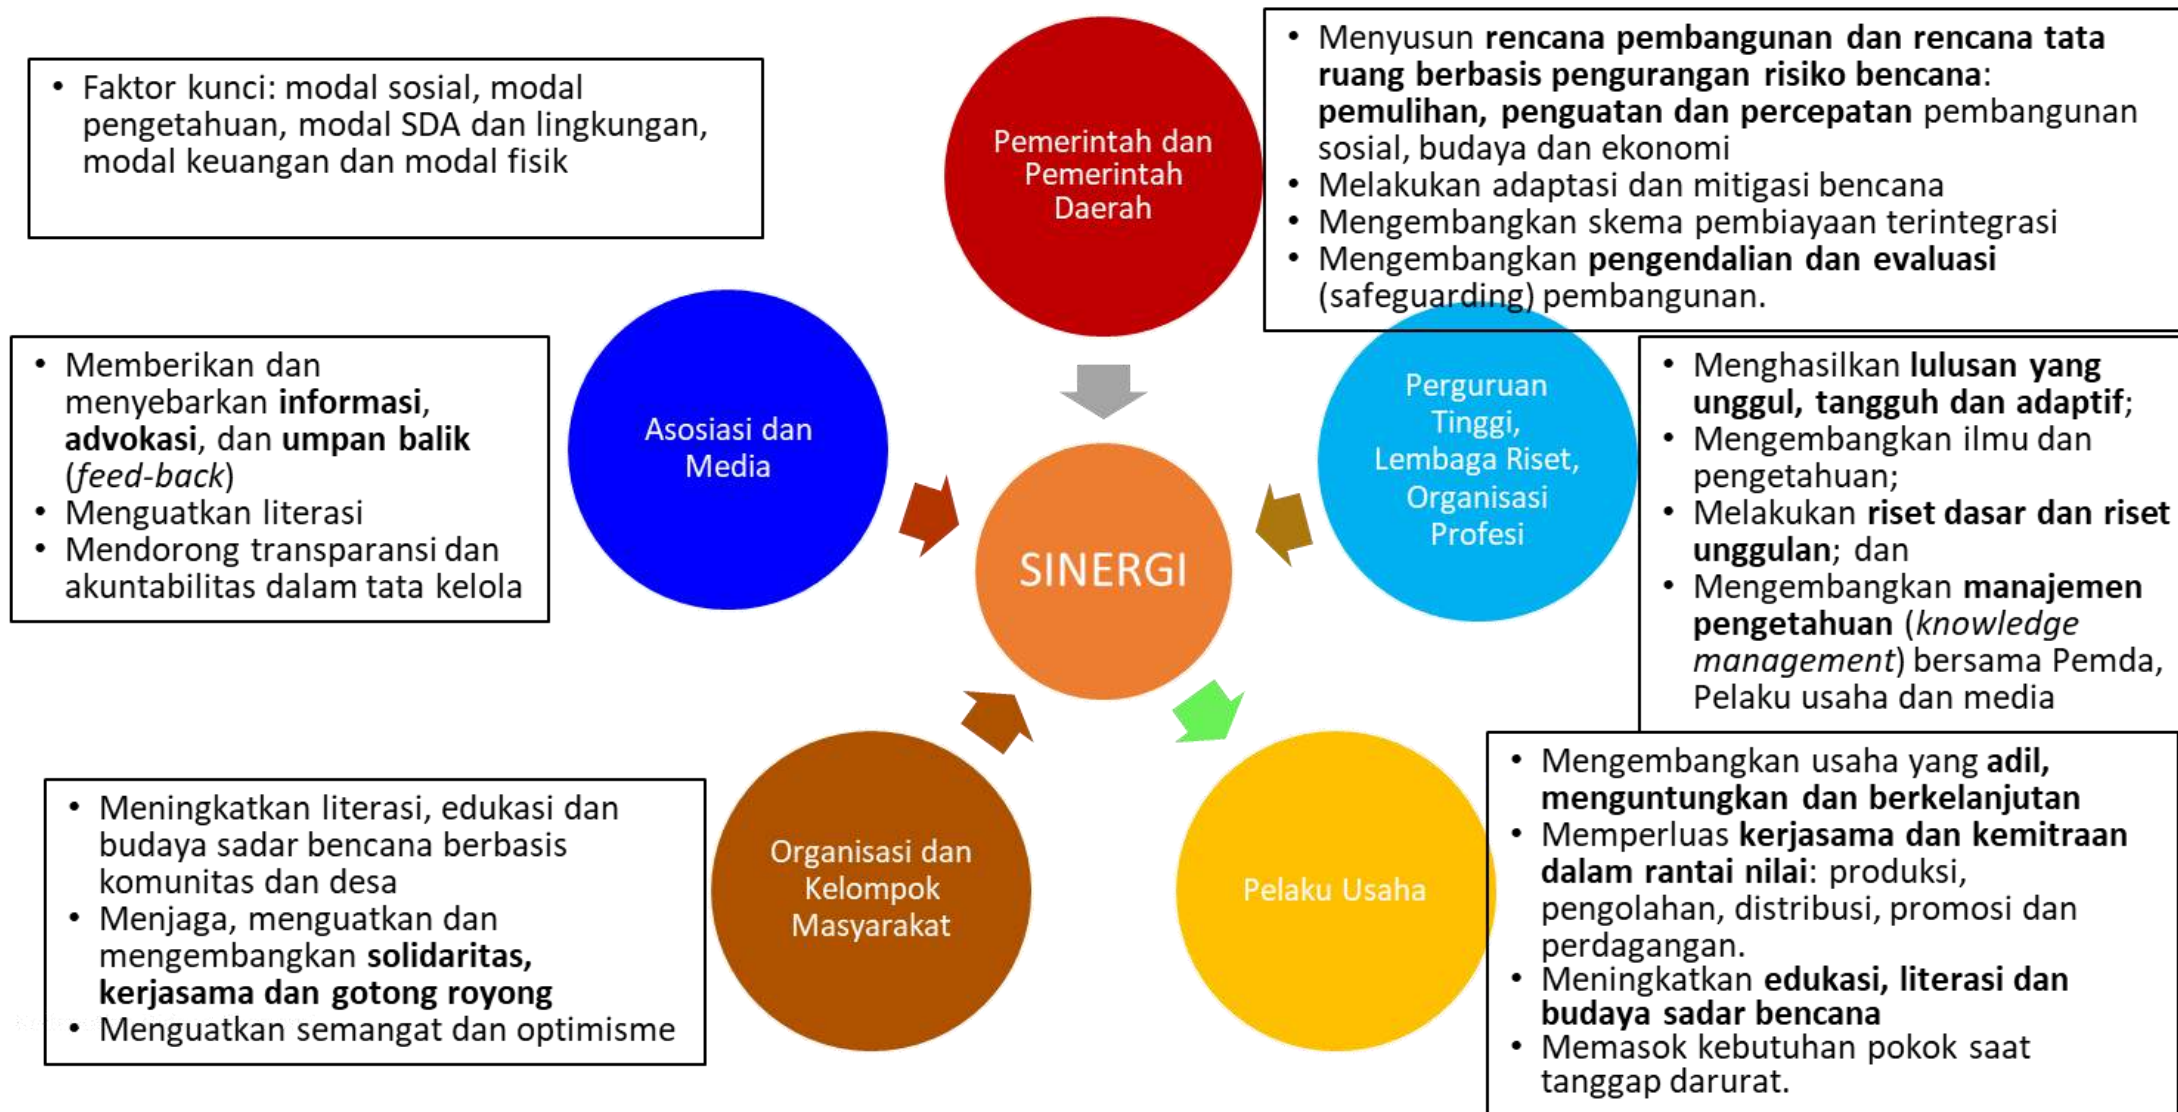 • Faktor kunci: modal sosial, modal
pengetahuan, modal SDA dan lingkungan,
modal keuangan dan modal fisik
Pemerintah dan
Pemerintah
Daerah
• Menyusun rencana pembangunan dan rencana tata
ruang berbasis pengurangan risiko bencana:
pemulihan, penguatan dan percepatan pembangunan
sosial, budaya dan ekonomi
• Melakukan adaptasi dan mitigasi bencana
• Mengembangkan skema pembiayaan terintegrasi
• Mengembangkan pengendalian dan evaluasi
(safeguarding) pembangunan.
• Memberikan dan
menyebarkan informasi,
advokasi, dan umpan balik
(feed-back)
• Menguatkan literasi
• Mendorong transparansi dan
akuntabilitas dalam tata kelola
Asosiasi dan
Media
SINERGI
Perguruan
Tinggi,
Lembaga Riset,
Organisasi
Profesi
• Menghasilkan lulusan yang
unggul, tangguh dan adaptif;
• Mengembangkan ilmu dan
pengetahuan;
• Melakukan riset dasar dan riset
unggulan; dan
• Mengembangkan manajemen
pengetahuan (knowledge
management) bersama Pemda,
Pelaku usaha dan media
• Meningkatkan literasi, edukasi dan
budaya sadar bencana berbasis
komunitas dan desa
• Menjaga, menguatkan dan
mengembangkan solidaritas,
kerjasama dan gotong royong
• Menguatkan semangat dan optimisme
Organisasi dan
Kelompok
Masyarakat
Pelaku Usaha
• Mengembangkan usaha yang adil,
menguntungkan dan berkelanjutan
• Memperluas kerjasama dan kemitraan
dalam rantai nilai: produksi,
pengolahan, distribusi, promosi dan
perdagangan.
• Meningkatkan edukasi, literasi dan
budaya sadar bencana
• Memasok kebutuhan pokok saat
tanggap darurat.